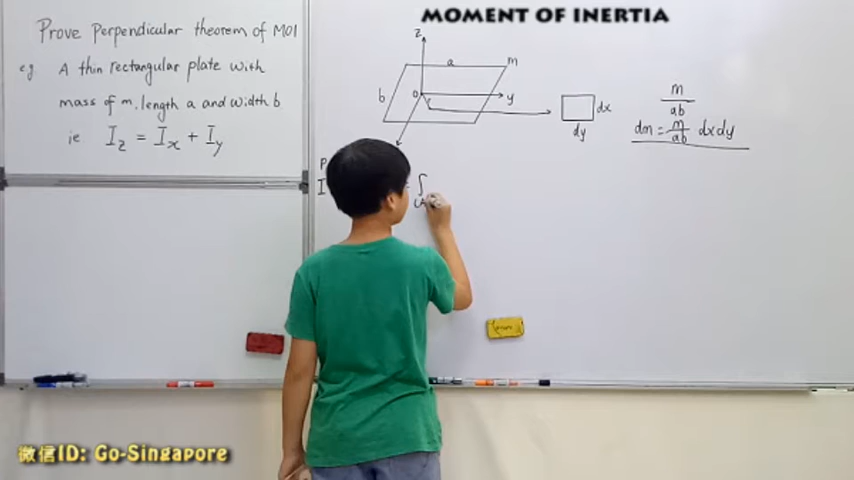 MOMENT OF INERTIA
Prove Perpendicular theorem of MOI
e.g. A thin rectangular plate with
mass of m, length a and width b
ie I_z = I_x + I_y
z
a
m
b
o
y
dx
dy
m
ab
dm = m/ab dxdy
P
I
∫
微信ID: Go-Singapore